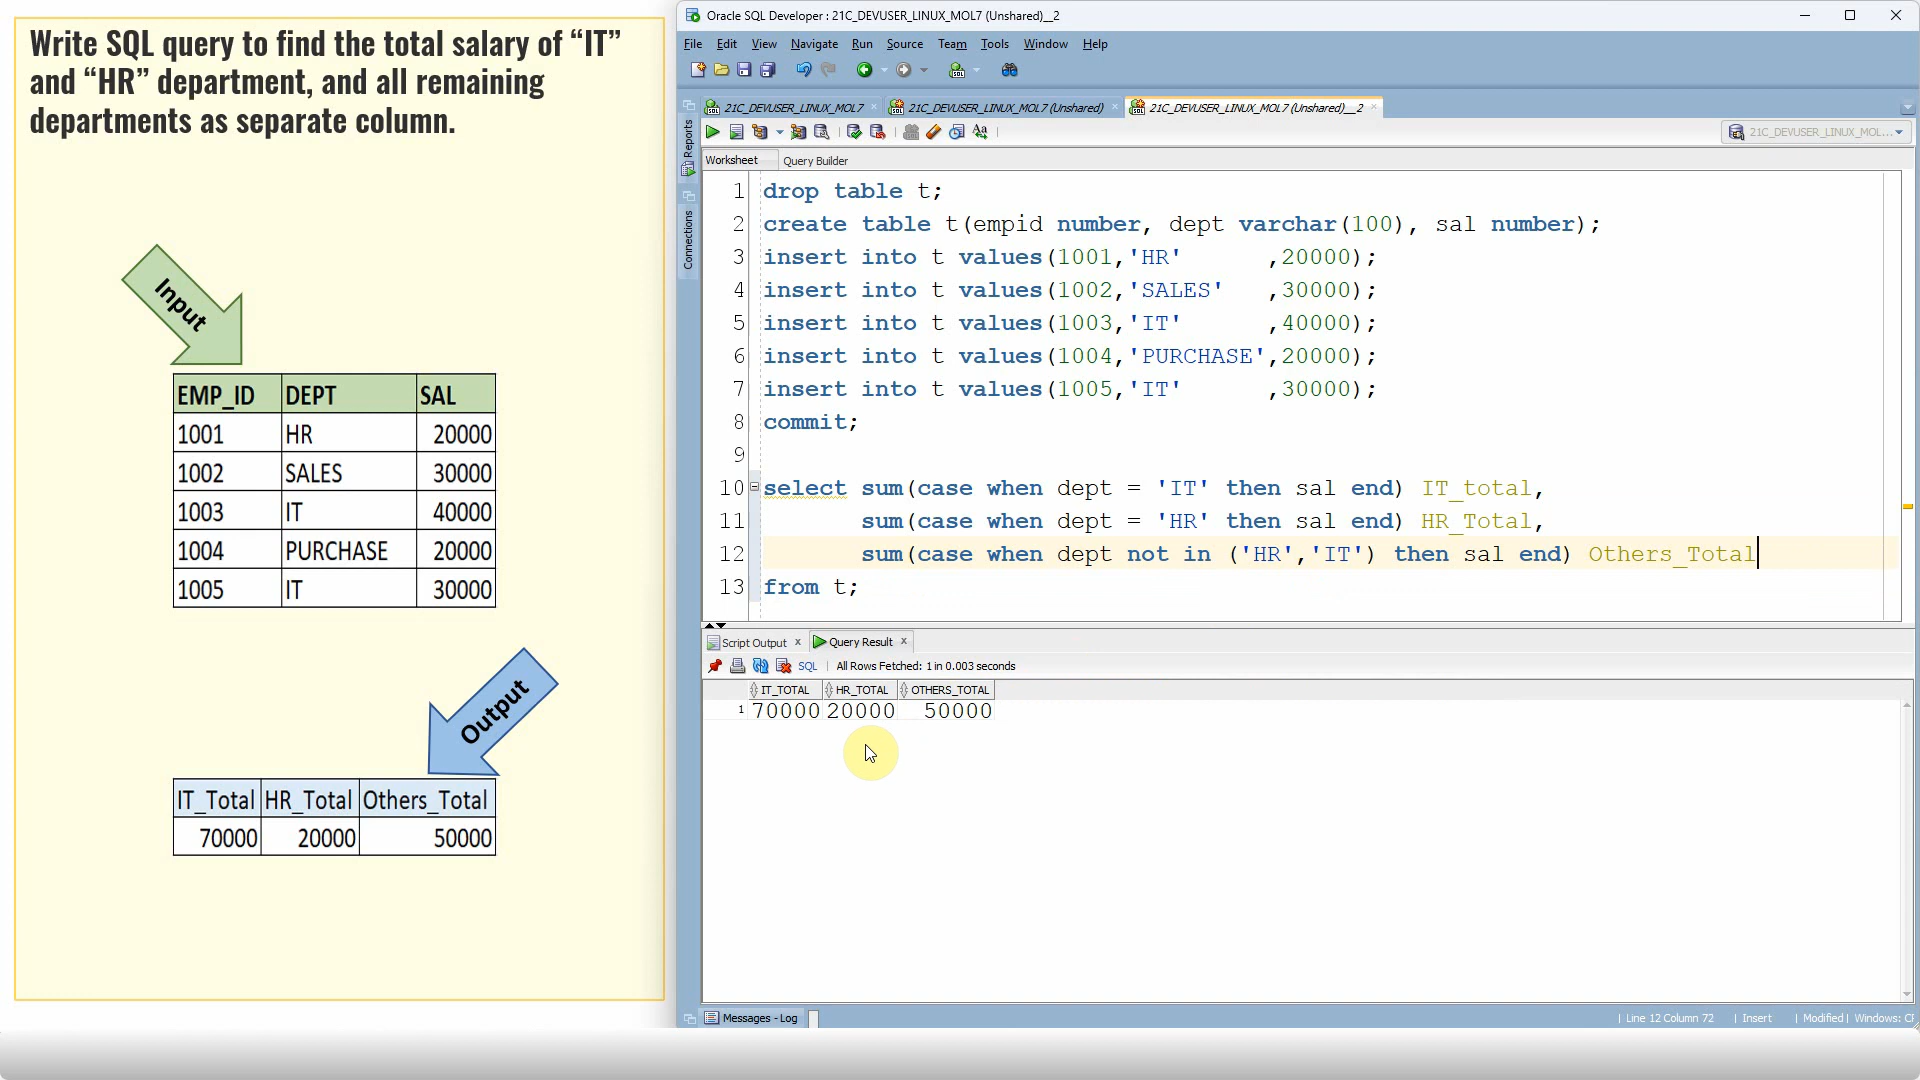 Write SQL query to find the total salary of “IT”
and “HR” department, and all remaining
departments as separate column.
Input
EMP_ID DEPT SAL
1001 HR 20000
1002 SALES 30000
1003 IT 40000
1004 PURCHASE 20000
1005 IT 30000
Output
IT_Total HR_Total Others_Total
70000 20000 50000
Oracle SQL Developer : 21C_DEVUSER_LINUX_MOL7 (Unshared)__2
File Edit View Navigate Run Source Team Tools Window Help
21C_DEVUSER_LINUX_MOL7 21C_DEVUSER_LINUX_MOL7 (Unshared) 21C_DEVUSER_LINUX_MOL7 (Unshared)__2
21C_DEVUSER_LINUX_MOL...
Reports
Connections
Worksheet Query Builder
1 drop table t;
2 create table t(empid number, dept varchar(100), sal number);
3 insert into t values(1001,'HR'      ,20000);
4 insert into t values(1002,'SALES'   ,30000);
5 insert into t values(1003,'IT'      ,40000);
6 insert into t values(1004,'PURCHASE',20000);
7 insert into t values(1005,'IT'      ,30000);
8 commit;
9
10 select sum(case when dept = 'IT' then sal end) IT_total,
11        sum(case when dept = 'HR' then sal end) HR_Total,
12        sum(case when dept not in ('HR','IT') then sal end) Others_Total
13 from t;
Script Output x Query Result x
SQL | All Rows Fetched: 1 in 0.003 seconds
IT_TOTAL HR_TOTAL OTHERS_TOTAL
1 70000 20000 50000
Messages - Log
| Line 12 Column 72 | Insert | Modified | Windows: CF